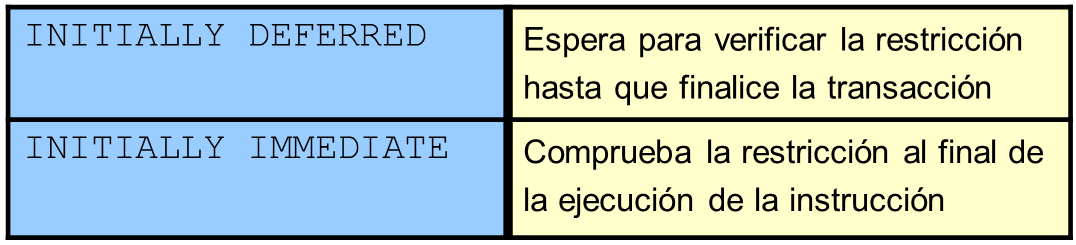 INITIALLY DEFERRED
Espera para verificar la restricción
hasta que finalice la transacción
INITIALLY IMMEDIATE
Comprueba la restricción al final de
la ejecución de la instrucción